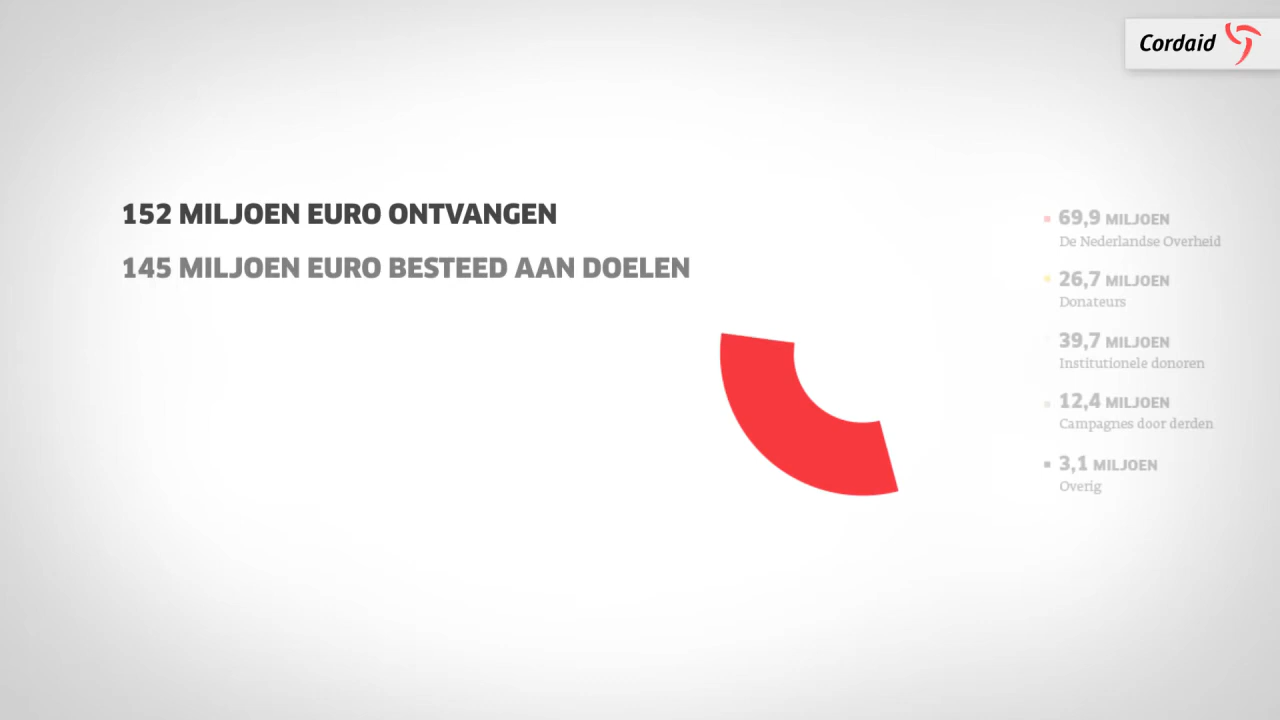 Cordaid
152 MILJOEN EURO ONTVANGEN
145 MILJOEN EURO BESTEED AAN DOELEN
69,9 MILJOEN
De Nederlandse Overheid
26,7 MILJOEN
Donateurs
39,7 MILJOEN
Institutionele donoren
12,4 MILJOEN
Campagnes door derden
3,1 MILJOEN
Overig